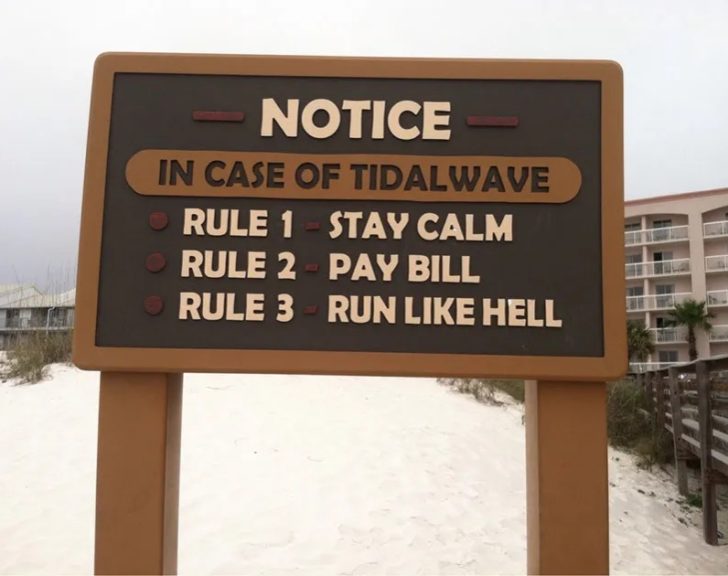 NOTICE
IN CASE OF TIDALWAVE
RULE 1 - STAY CALM
RULE 2 - PAY BILL
RULE 3 - RUN LIKE HELL